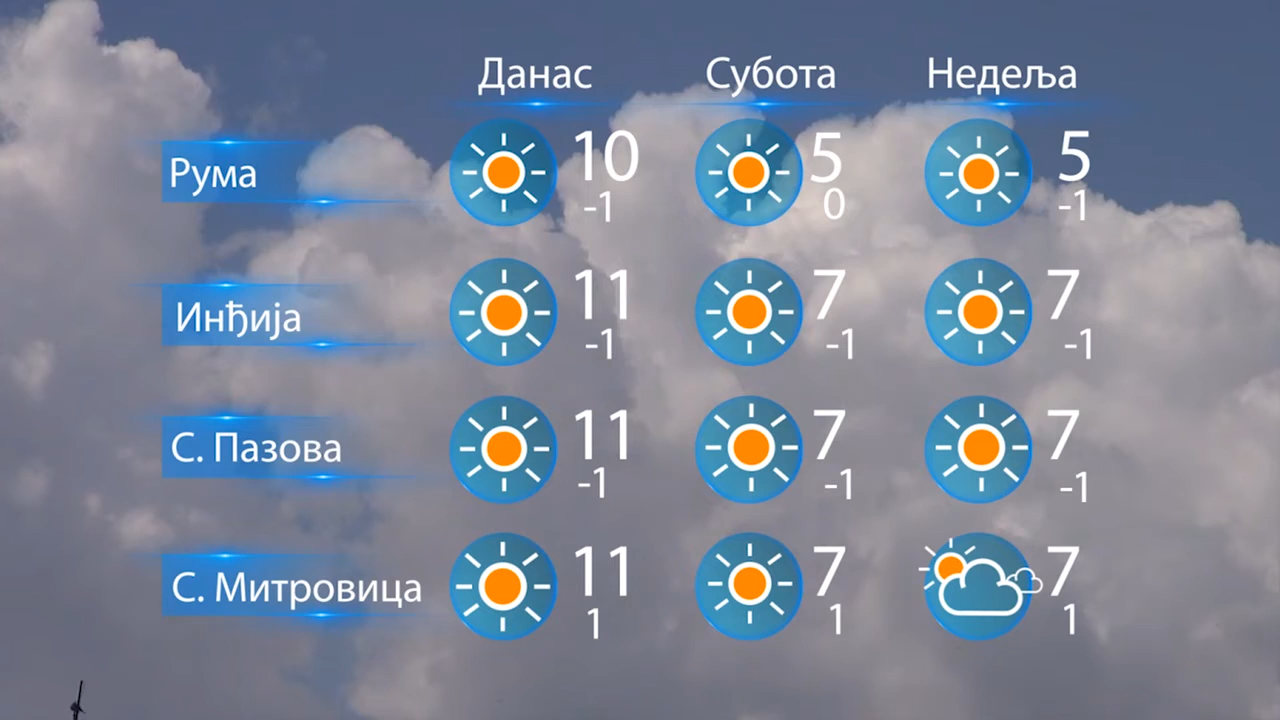 Данас Субота Недеља
Рума 10 -1 5 0 5 -1
Инђија 11 -1 7 -1 7 -1
С. Пазова 11 -1 7 -1 7 -1
С. Митровица 11 1 7 1 7 1